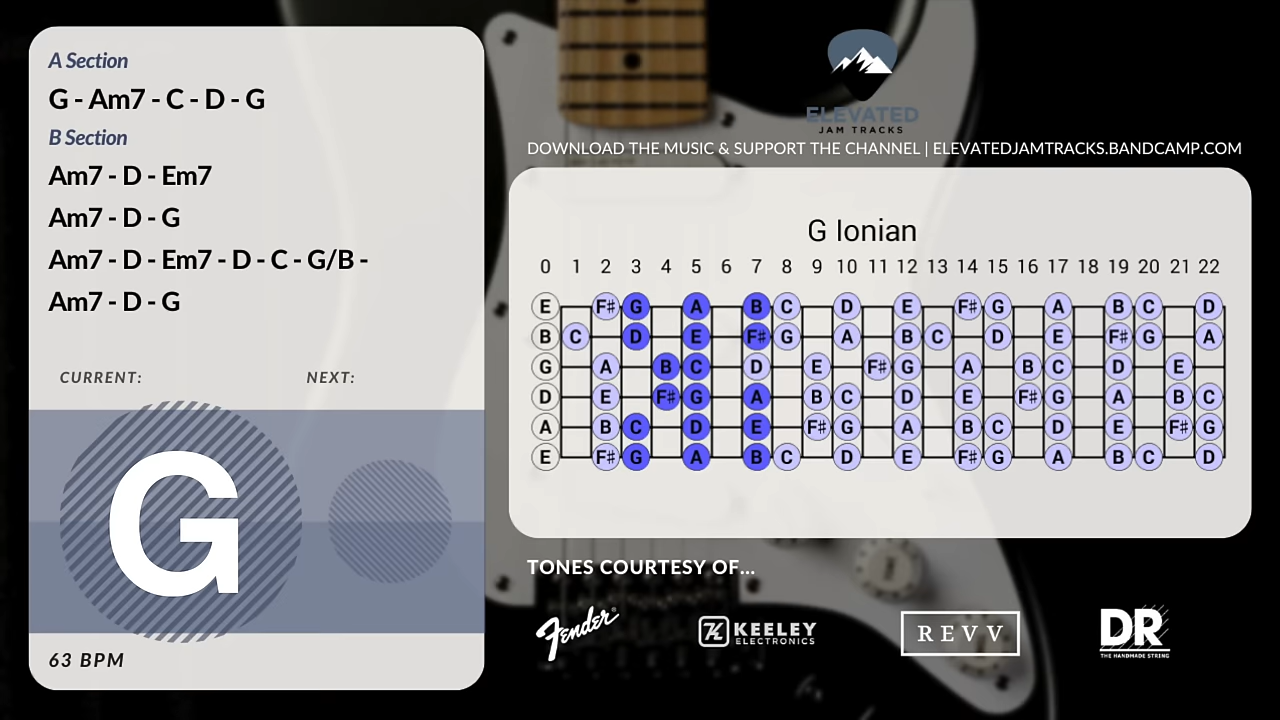 A Section
G - Am7 - C - D - G
B Section
Am7 - D - Em7
Am7 - D - G
Am7 - D - Em7 - D - C - G/B -
Am7 - D - G
CURRENT: NEXT:
G
63 BPM
ELEVATED
JAM TRACKS
DOWNLOAD THE MUSIC & SUPPORT THE CHANNEL | ELEVATEDJAMTRACKS.BANDCAMP.COM
G Ionian
0 1 2 3 4 5 6 7 8 9 10 11 12 13 14 15 16 17 18 19 20 21 22
E F# G A B C D E F# G A B C D
B C D E F# G A B C D E F# G A
G A B C D E F# G A B C D E
D E F# G A B C D E F# G A B C
A B C D E F# G A B C D E F# G
E F# G A B C D E F# G A B C D
TONES COURTESY OF...
Fender
KEELEY
ELECTRONICS
REVV
DR
THE HANDMADE STRING